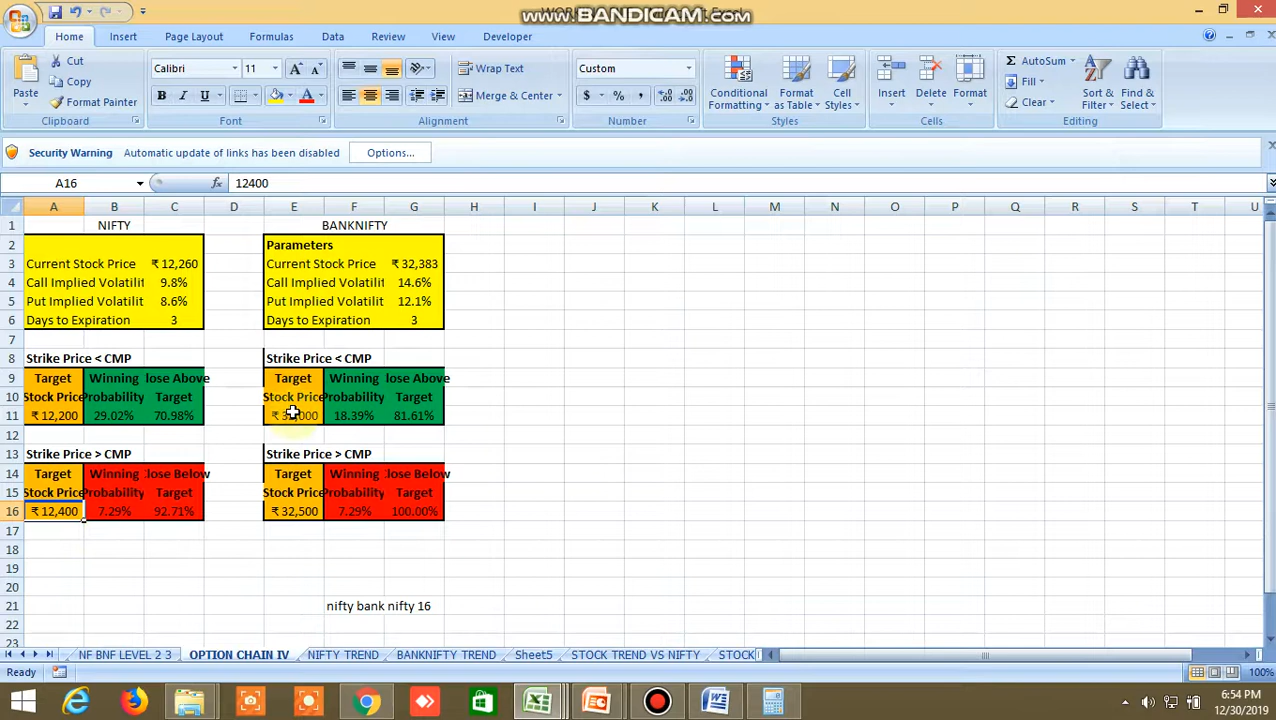 www.BANDICAM.com
Excel
Home Insert Page Layout Formulas Data Review View Developer
Paste
Cut
Copy
Format Painter
Clipboard
Calibri 11
B I U
Font
Wrap Text
Merge & Center
Alignment
Custom
$ % ,
Number
Conditional Formatting
Format as Table
Cell Styles
Styles
Insert Delete Format
Cells
AutoSum
Fill
Clear
Sort & Filter
Find & Select
Editing
Security Warning Automatic update of links has been disabled Options...
A16 fx 12400
A B C D E F G H I J K L M N O P Q R S T U
1 NIFTY BANKNIFTY
2 Parameters
3 Current Stock Price ₹ 12,260 Current Stock Price ₹ 32,383
4 Call Implied Volatilit 9.8% Call Implied Volatilit 14.6%
5 Put Implied Volatilit 8.6% Put Implied Volatilit 12.1%
6 Days to Expiration 3 Days to Expiration 3
7
8 Strike Price < CMP Strike Price < CMP
9 Target Winning lose Above Target Winning lose Above
10 Stock Price Probability Target Stock Price Probability Target
11 ₹ 12,200 29.02% 70.98% 18.39% 81.61%
12
13 Strike Price > CMP Strike Price > CMP
14 Target Winning lose Below Target Winning lose Below
15 Stock Price Probability Target Stock Price Probability Target
16 ₹ 12,400 7.29% 92.71% ₹ 32,500 7.29% 100.00%
17
18
19
20
21 nifty bank nifty 16
22
23
NF BNF LEVEL 2 3 OPTION CHAIN IV NIFTY TREND BANKNIFTY TREND Sheet5 STOCK TREND VS NIFTY STOCK
Ready 100%
6:54 PM
12/30/2019